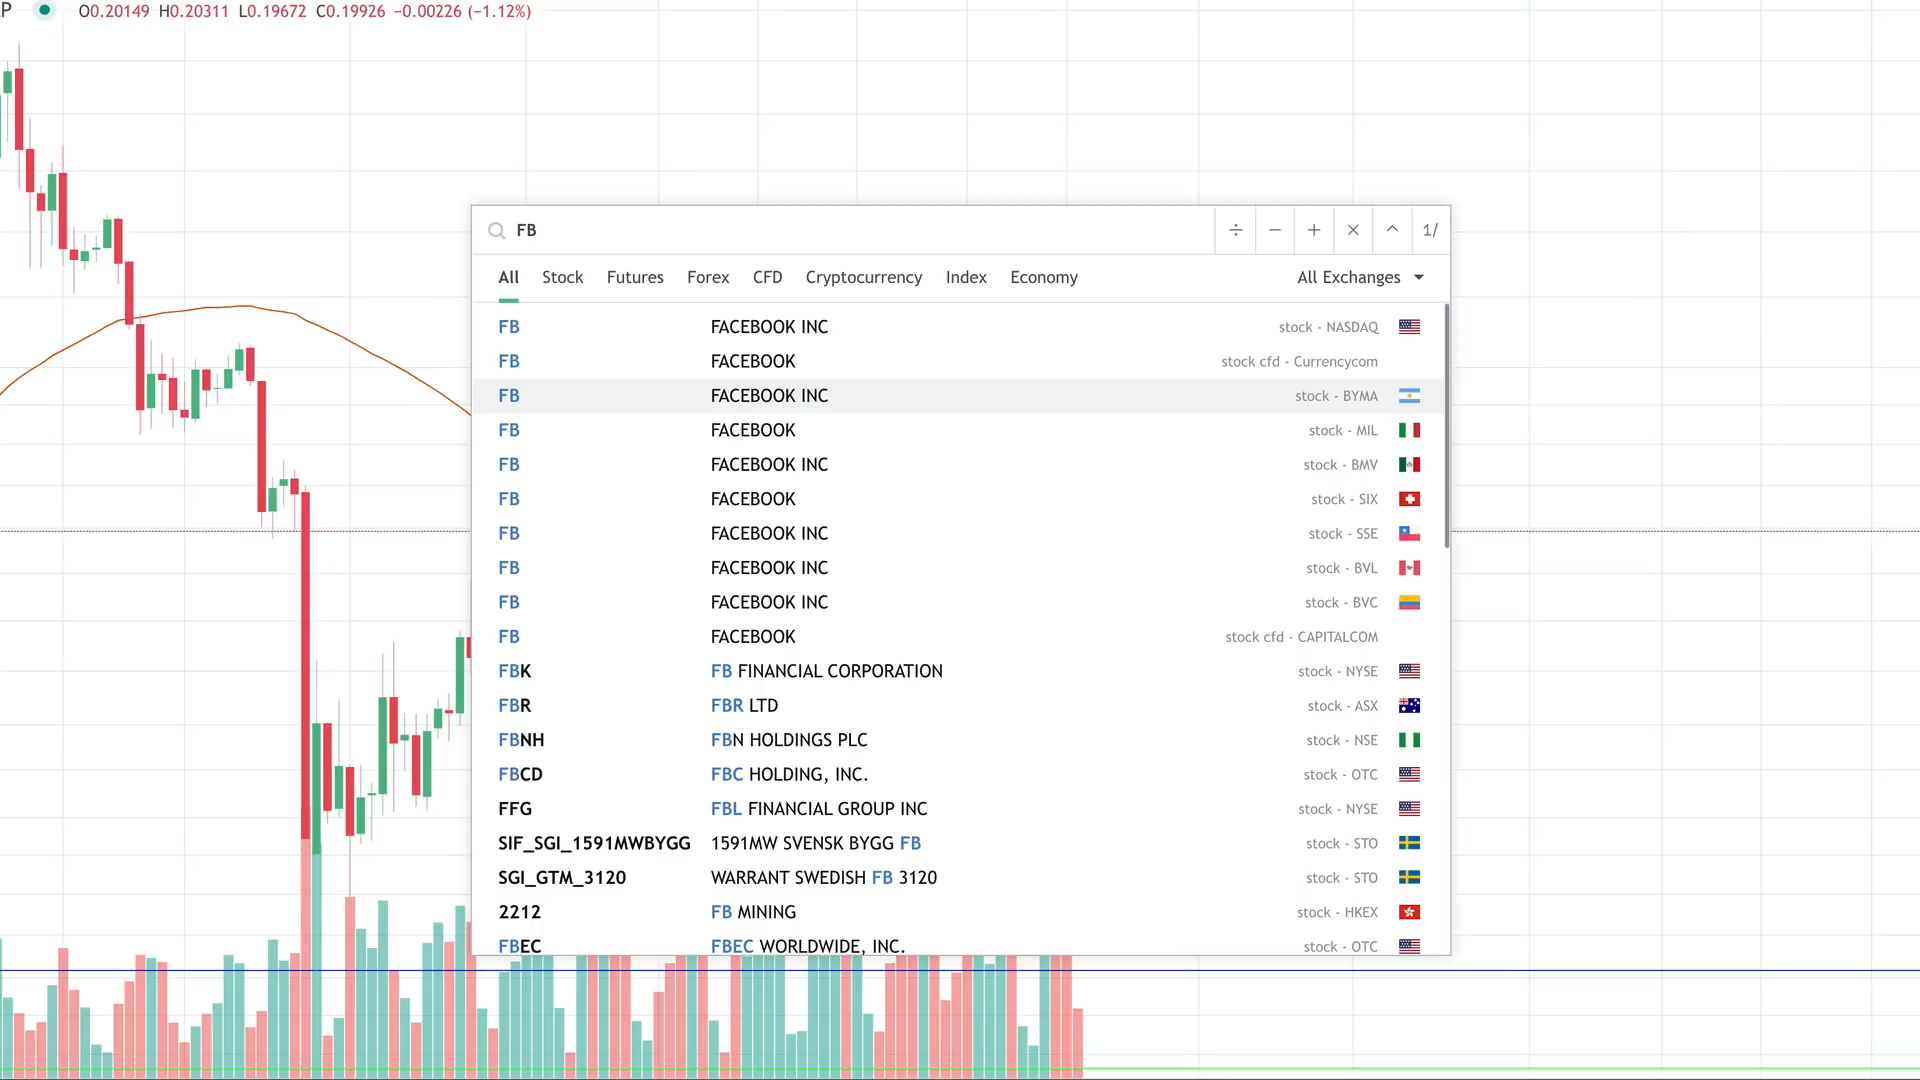 P O0.20149 H0.20311 L0.19672 C0.19926 −0.00226 (−1.12%)
FB ÷ − + × ^ 1/
All Stock Futures Forex CFD Cryptocurrency Index Economy All Exchanges
FB FACEBOOK INC stock - NASDAQ
FB FACEBOOK stock cfd - Currencycom
FB FACEBOOK INC stock - BYMA
FB FACEBOOK stock - MIL
FB FACEBOOK INC stock - BMV
FB FACEBOOK stock - SIX
FB FACEBOOK INC stock - SSE
FB FACEBOOK INC stock - BVL
FB FACEBOOK INC stock - BVC
FB FACEBOOK stock cfd - CAPITALCOM
FBK FB FINANCIAL CORPORATION stock - NYSE
FBR FBR LTD stock - ASX
FBNH FBN HOLDINGS PLC stock - NSE
FBCD FBC HOLDING, INC. stock - OTC
FFG FBL FINANCIAL GROUP INC stock - NYSE
SIF_SGI_1591MWBYGG 1591MW SVENSK BYGG FB stock - STO
SGI_GTM_3120 WARRANT SWEDISH FB 3120 stock - STO
2212 FB MINING stock - HKEX
FBEC FBEC WORLDWIDE, INC. stock - OTC